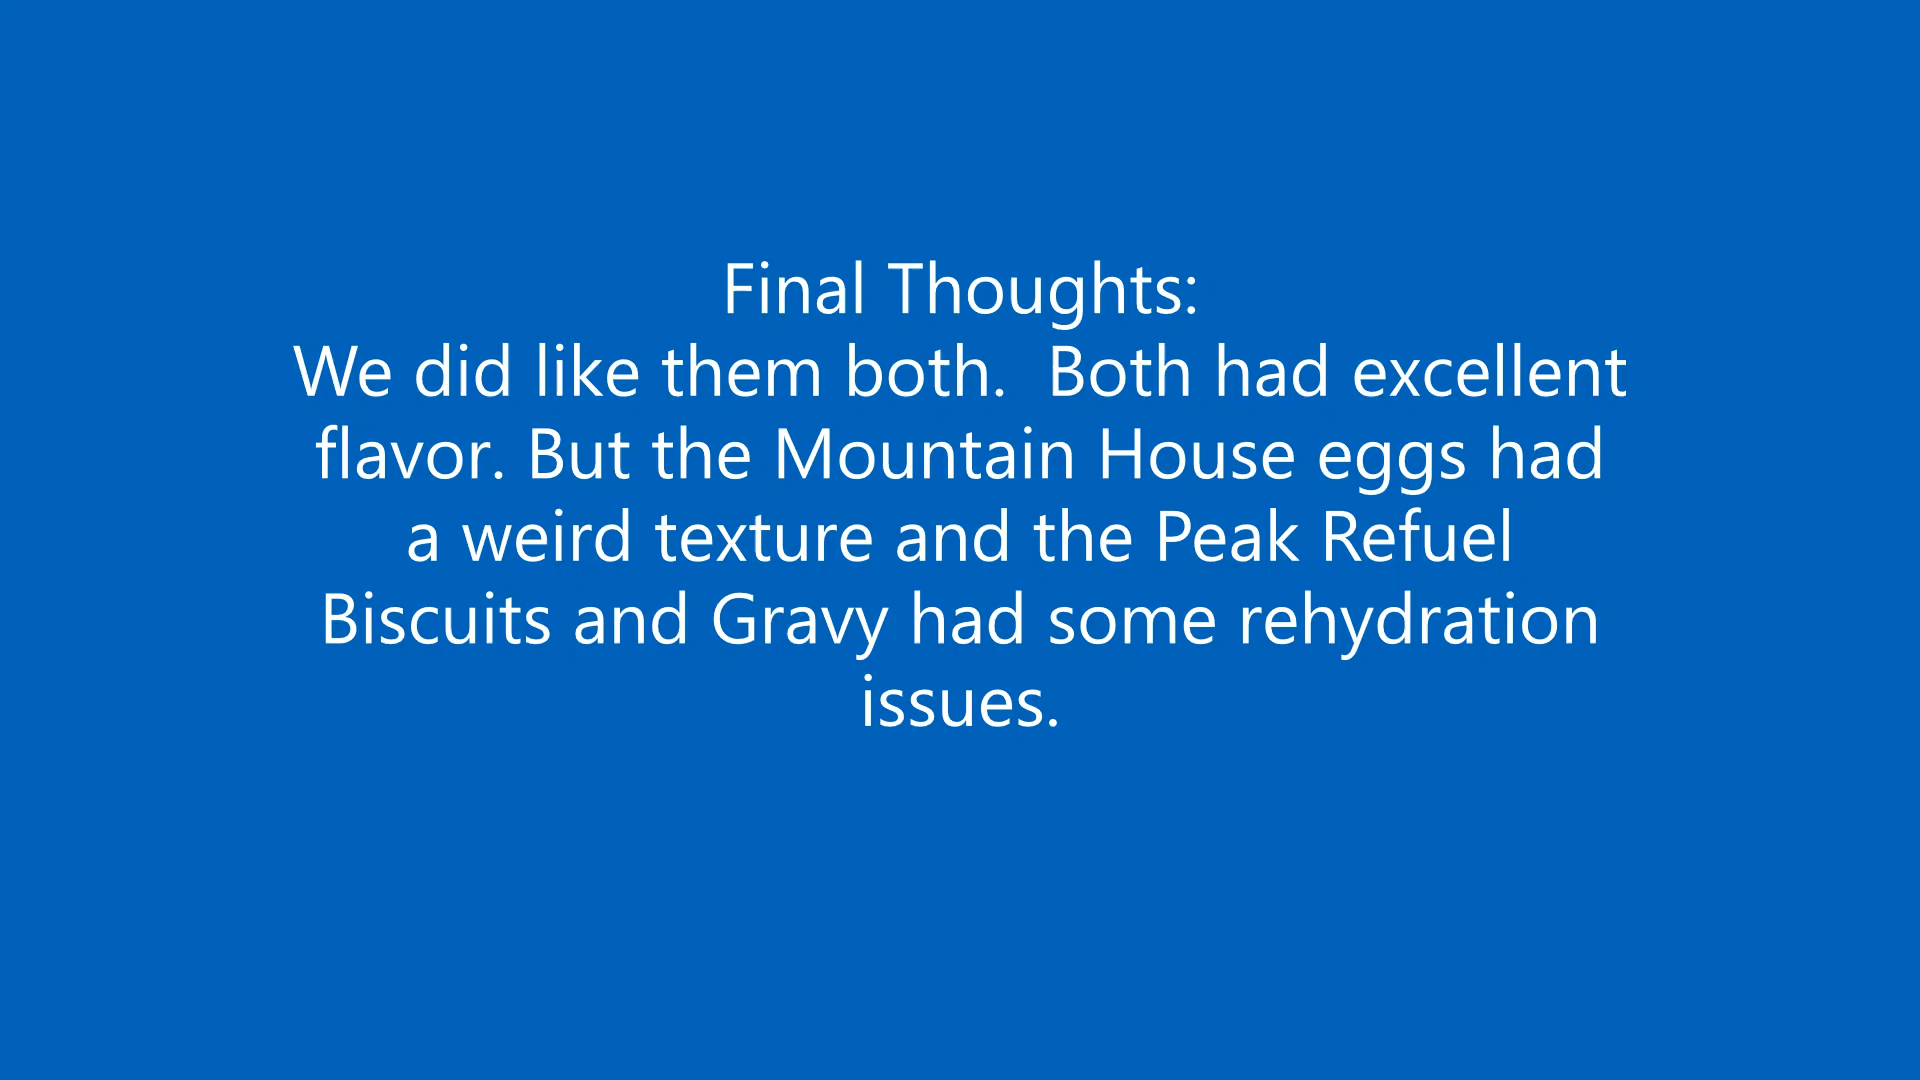 Final Thoughts:
We did like them both.  Both had excellent
flavor. But the Mountain House eggs had
a weird texture and the Peak Refuel
Biscuits and Gravy had some rehydration
issues.